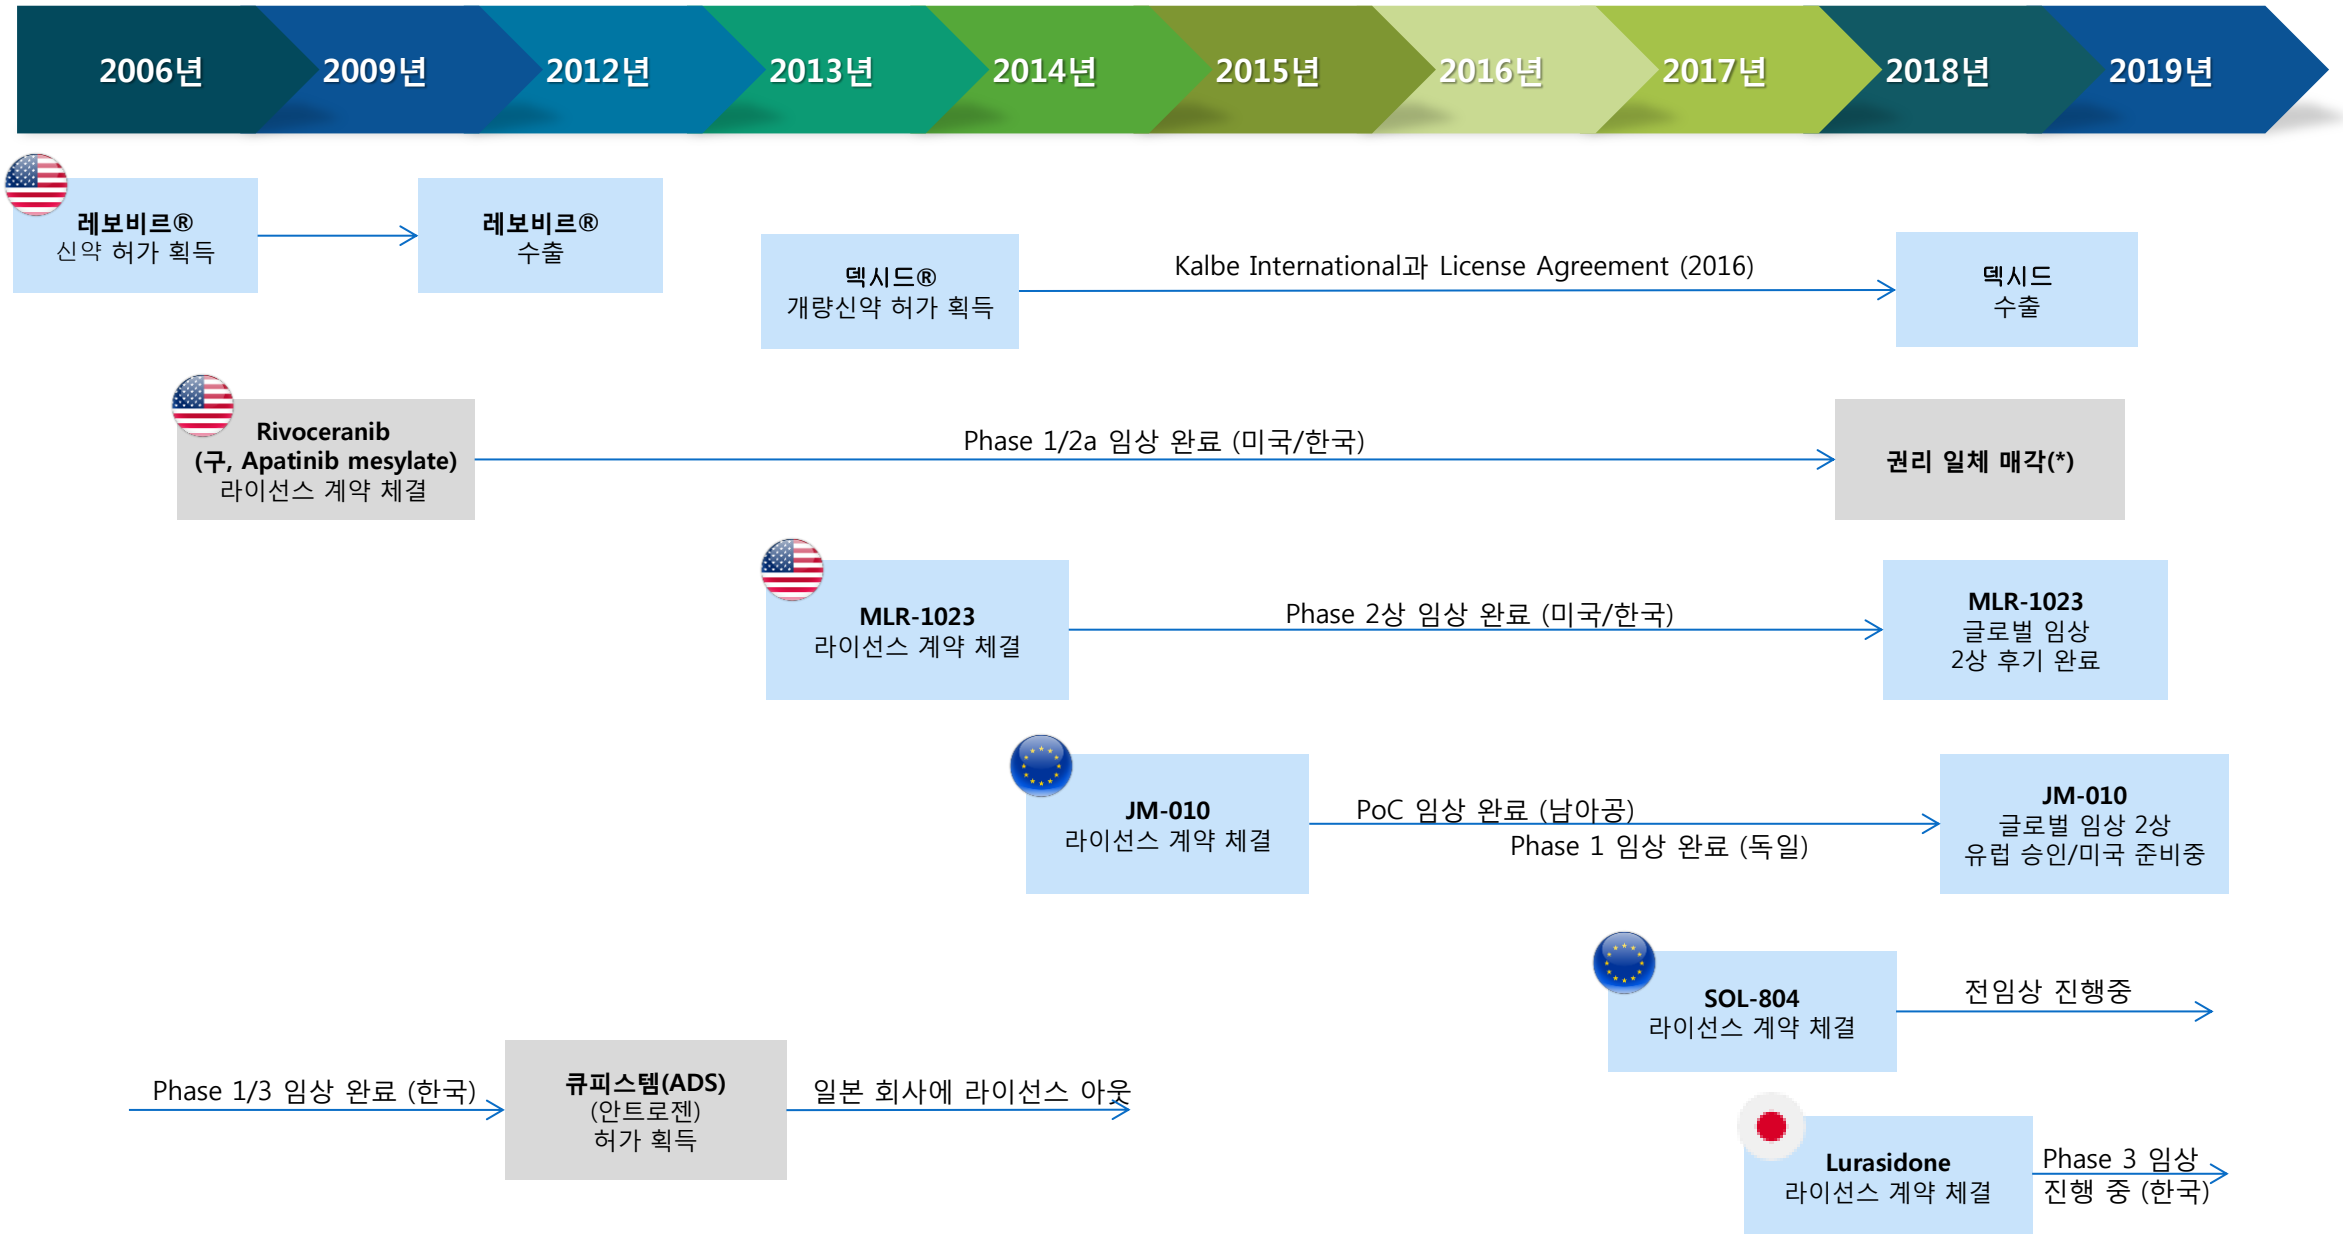 2006년
2009년
2012년
2013년
2014년
2015년
2016년
2017년
2018년
2019년
레보비르®
신약 허가 획득
레보비르®
수출
덱시드®
개량신약 허가 획득
Kalbe International과 License Agreement (2016)
덱시드
수출
Rivoceranib
(구, Apatinib mesylate)
라이선스 계약 체결
Phase 1/2a 임상 완료 (미국/한국)
권리 일체 매각(*)
MLR-1023
라이선스 계약 체결
Phase 2상 임상 완료 (미국/한국)
MLR-1023
글로벌 임상
2상 후기 완료
JM-010
라이선스 계약 체결
PoC 임상 완료 (남아공)
Phase 1 임상 완료 (독일)
JM-010
글로벌 임상 2상
유럽 승인/미국 준비중
SOL-804
라이선스 계약 체결
전임상 진행중
Phase 1/3 임상 완료 (한국)
큐피스템(ADS)
(안트로젠)
허가 획득
일본 회사에 라이선스 아웃
Lurasidone
라이선스 계약 체결
Phase 3 임상
진행 중 (한국)